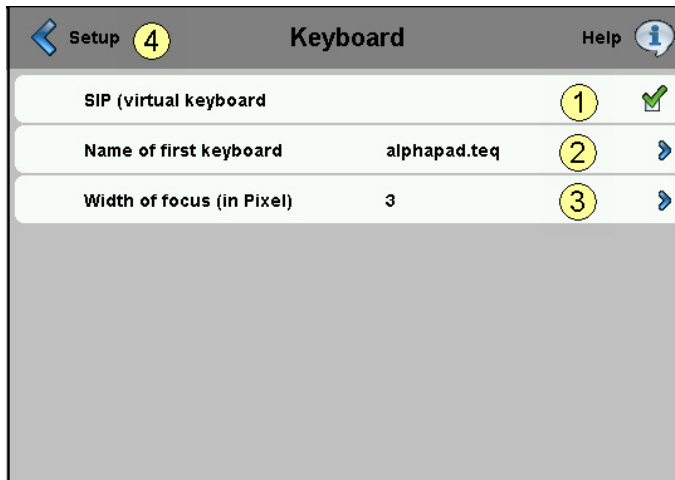 Setup 4 Keyboard Help i
SIP (virtual keyboard 1
Name of first keyboard alphapad.teq 2
Width of focus (in Pixel) 3 3